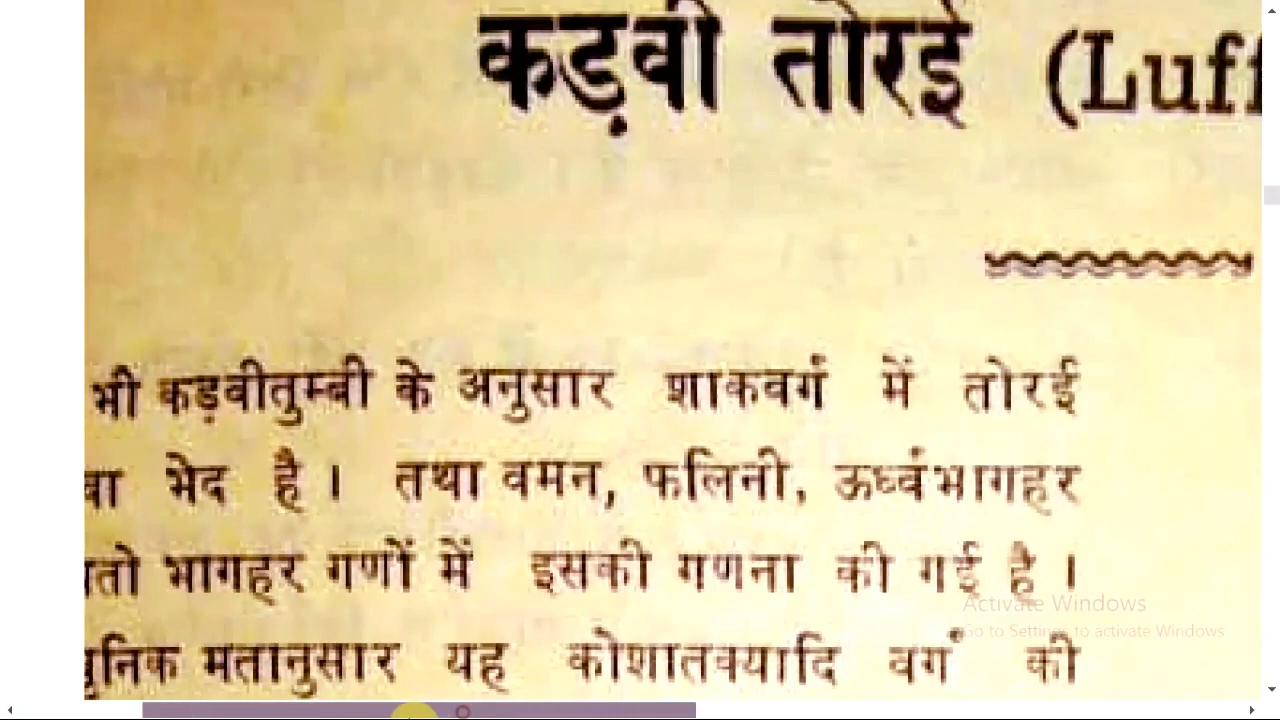 कड़वी तोरई (Luff
भी कड़वीतुम्बी के अनुसार शाकवर्ग में तोरई
भेद है । तथा वमन, फलिनी, ऊर्ध्वभागहर
भागहर गणों में इसकी गणना की गई है ।
मतानुसार यह कोशातक्यादि वर्ग की
Activate Windows
Go to Settings to activate Windows